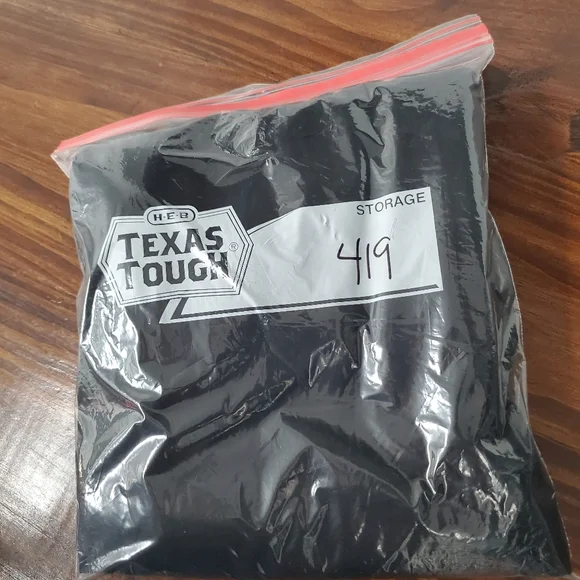 H-E-B
TEXAS
TOUGH®
STORAGE
419